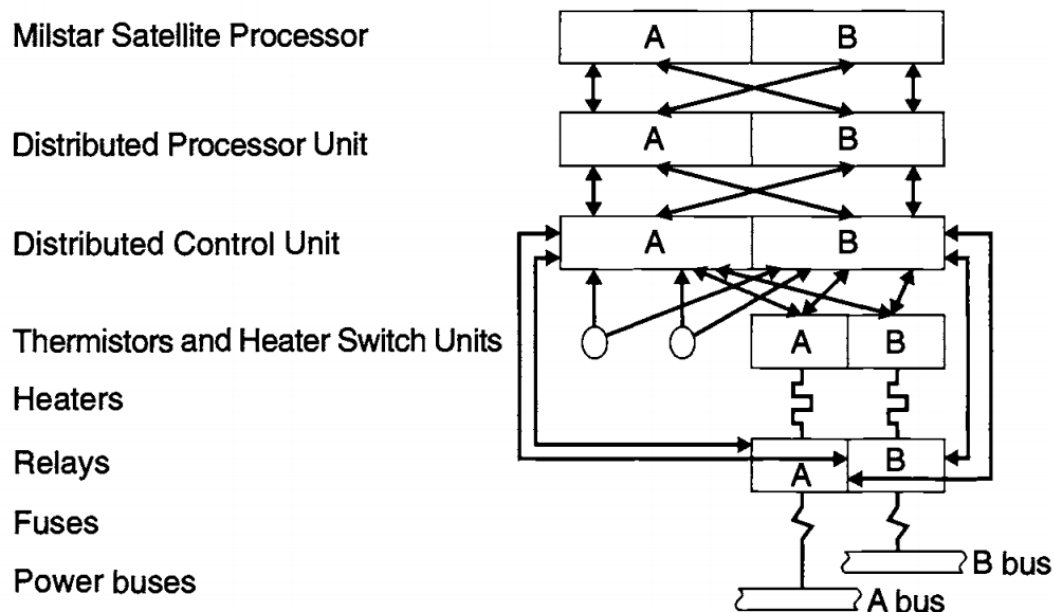 Milstar Satellite Processor A B
Distributed Processor Unit A B
Distributed Control Unit A B
Thermistors and Heater Switch Units A B
Heaters
Relays A B
Fuses
B bus
Power buses
A bus